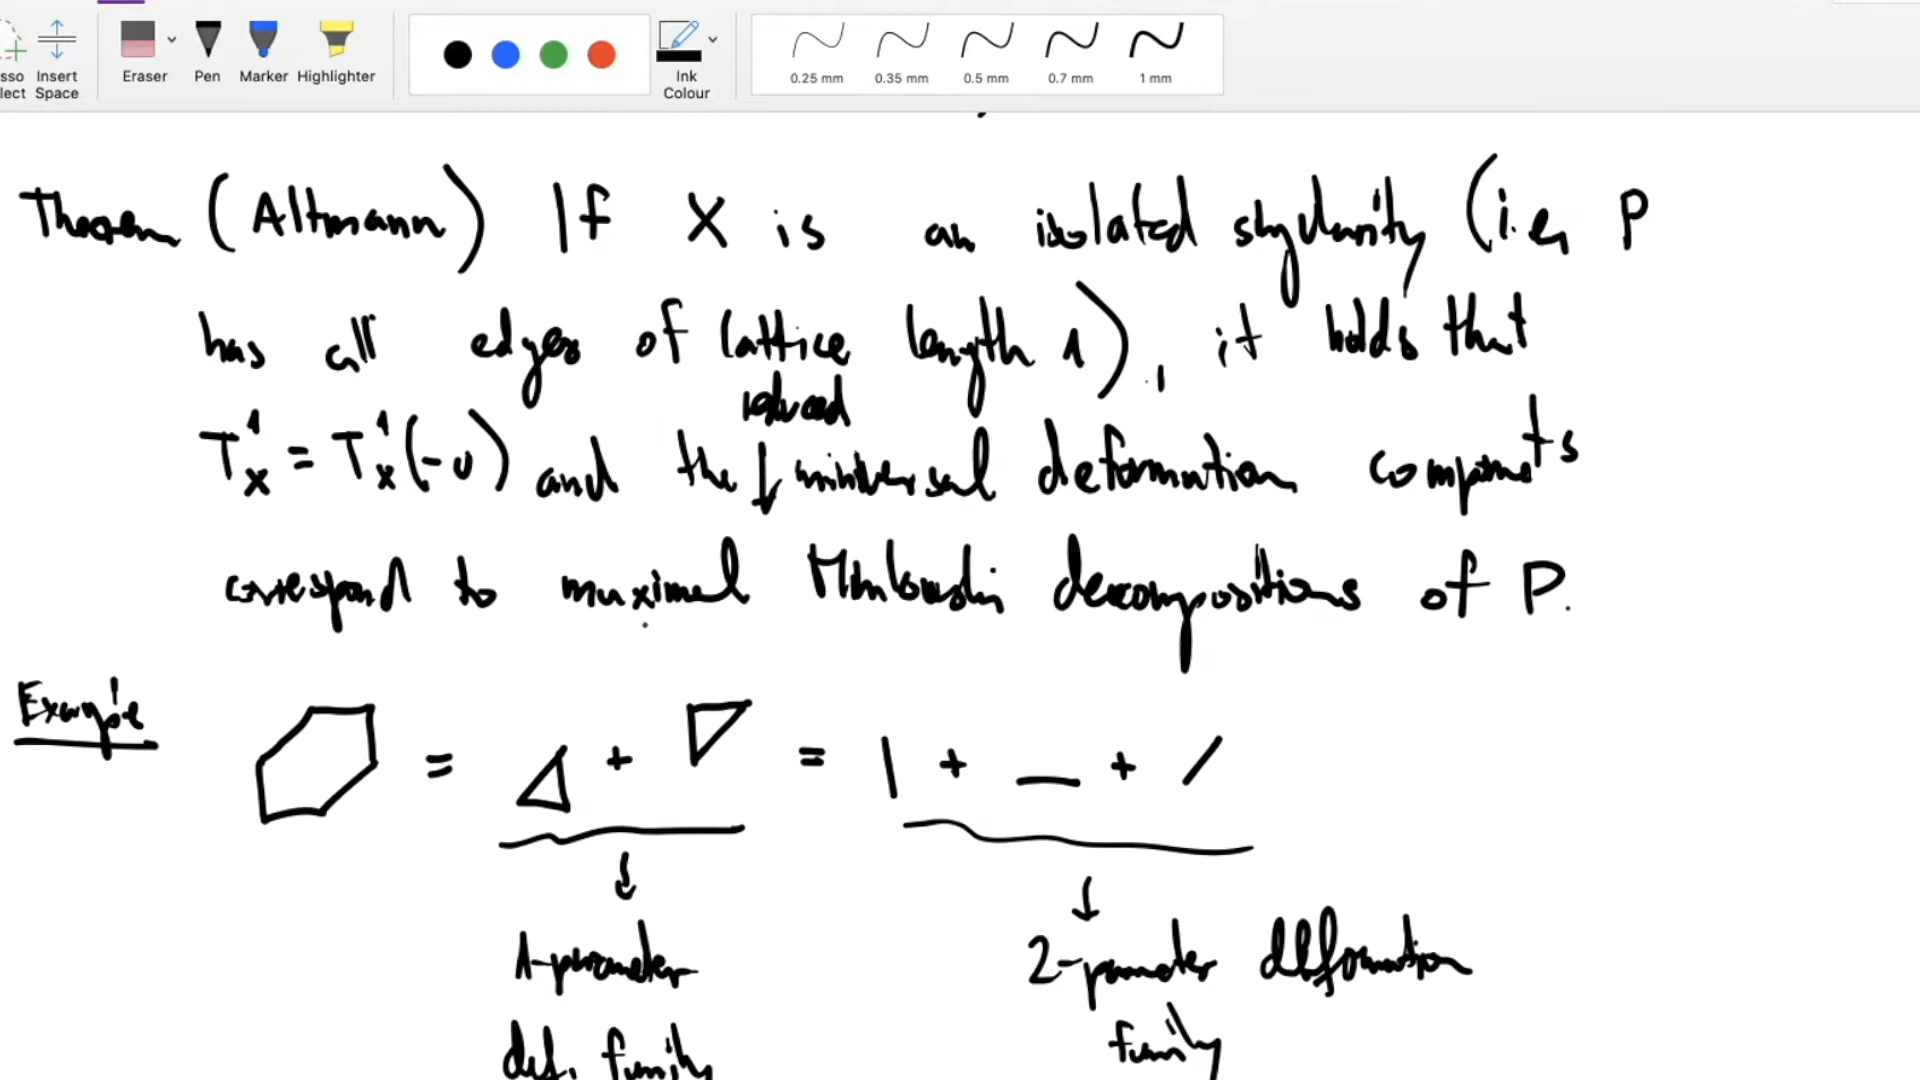 sso
lect
Insert
Space
Eraser
Pen
Marker
Highlighter
Ink
Colour
0.25 mm
0.35 mm
0.5 mm
0.7 mm
1 mm
Theorem (Altmann) If X is an isolated singularity (i.e., P
has all edges of lattice length 1), it holds that
reduced
T¹ₓ = T¹ₓ(-υ) and the ↓ miniversal deformation components
correspond to maximal Minkowski decompositions of P.
Example
= + = | + — + /
↓ ↓
1-parameter 2-parameter deformation
def. family family